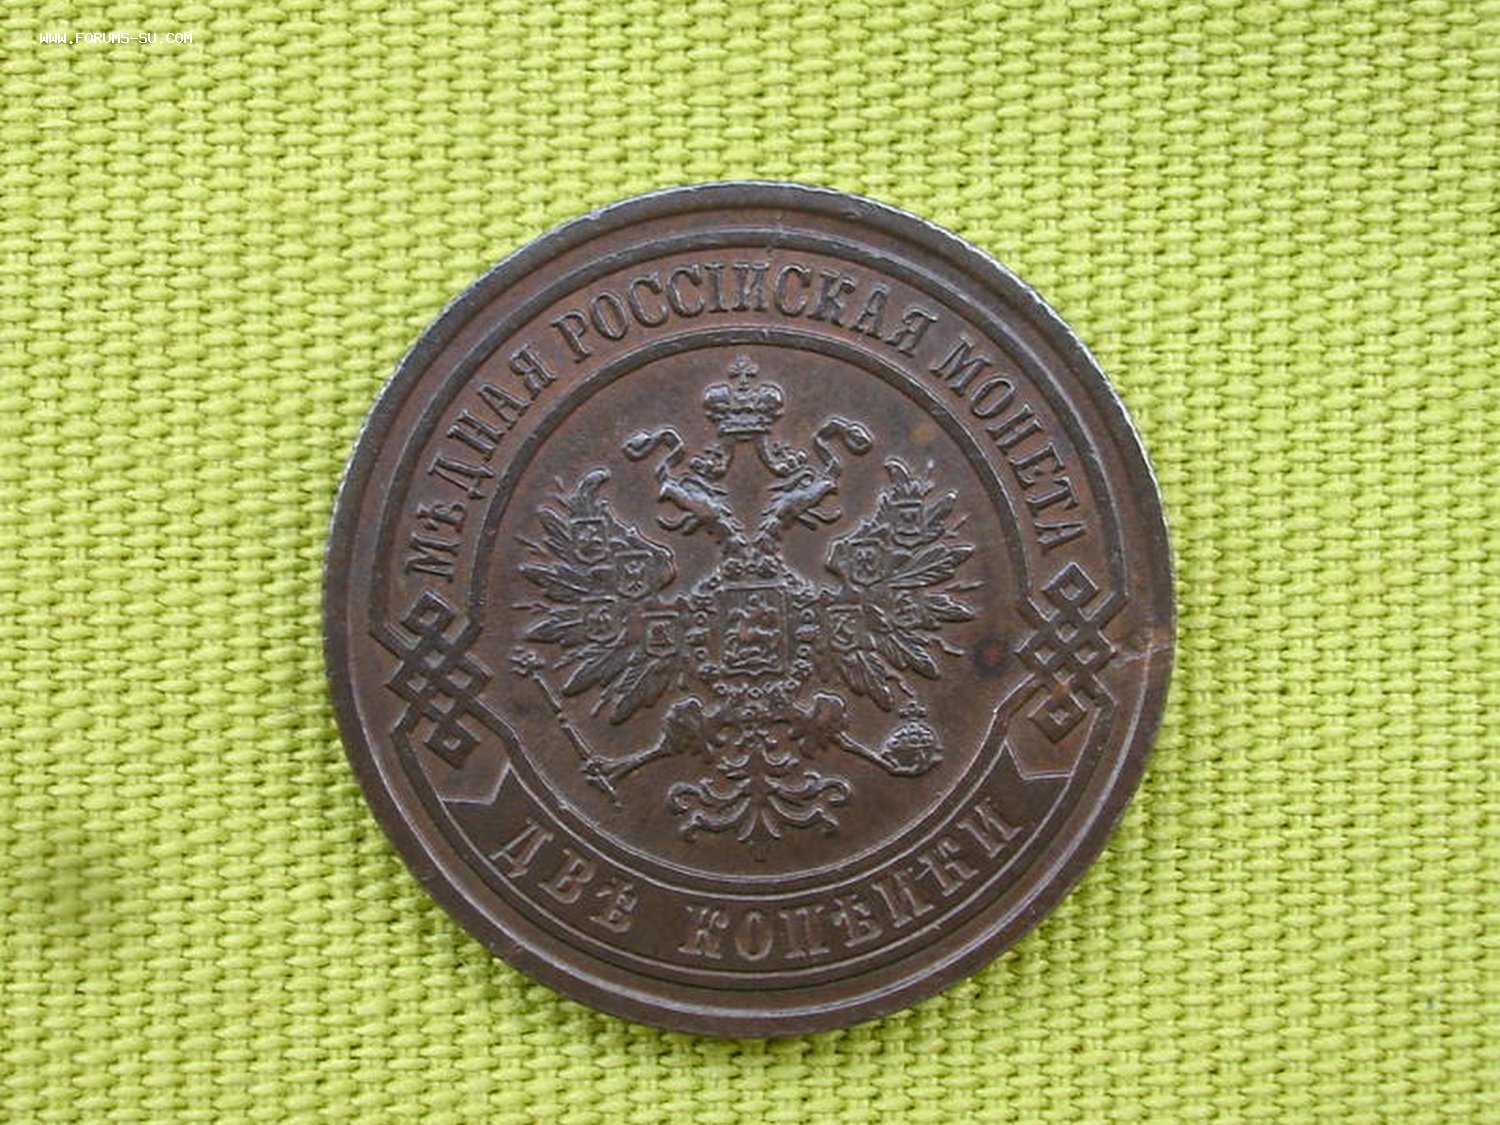 WWW.FORUMS-SU.COM
МѢДНАЯ РОССІЙСКАЯ МОНЕТА
ДВѢ КОПѢЙКИ